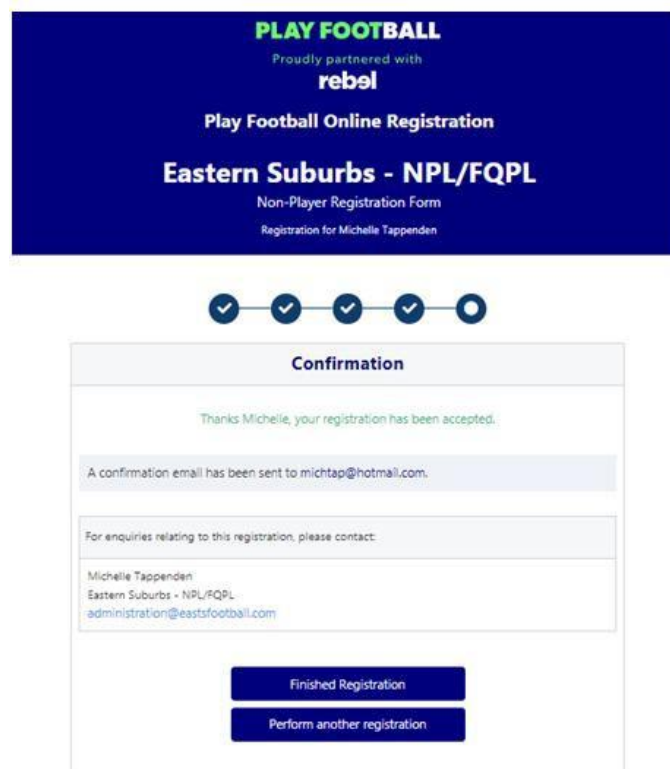 PLAY FOOTBALL
Proudly partnered with
rebel
Play Football Online Registration
Eastern Suburbs - NPL/FQPL
Non-Player Registration Form
Registration for Michelle Tappenden
Confirmation
Thanks Michelle, your registration has been accepted.
A confirmation email has been sent to michtap@hotmail.com.
For enquiries relating to this registration, please contact:
Michelle Tappenden
Eastern Suburbs - NPL/FQPL
administration@eastsfootball.com
Finished Registration
Perform another registration